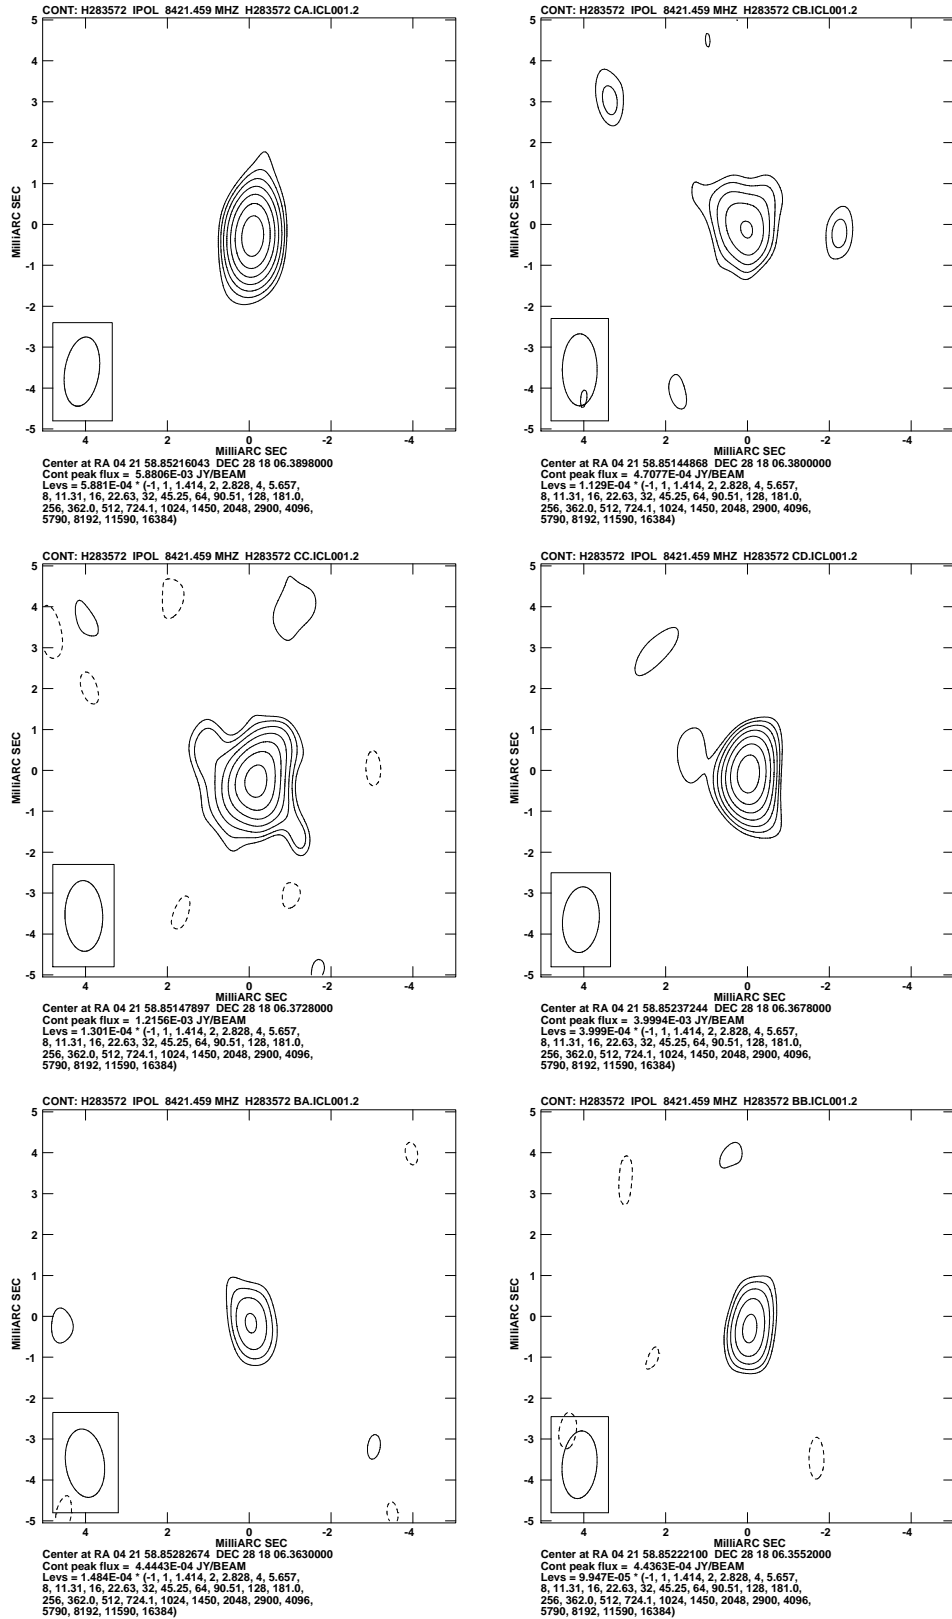 CONT: H283572 IPOL 8421.459 MHZ H283572 CA.ICL001.2
MilliARC SEC
5
4
3
2
1
0
-1
-2
-3
-4
-5
4 2 0 -2 -4
MilliARC SEC
Center at RA 04 21 58.85216043 DEC 28 18 06.3898000
Cont peak flux = 5.8806E-03 JY/BEAM
Levs = 5.881E-04 * (-1, 1, 1.414, 2, 2.828, 4, 5.657,
8, 11.31, 16, 22.63, 32, 45.25, 64, 90.51, 128, 181.0,
256, 362.0, 512, 724.1, 1024, 1450, 2048, 2900, 4096,
5790, 8192, 11590, 16384)
CONT: H283572 IPOL 8421.459 MHZ H283572 CB.ICL001.2
MilliARC SEC
5
4
3
2
1
0
-1
-2
-3
-4
-5
4 2 0 -2 -4
MilliARC SEC
Center at RA 04 21 58.85144868 DEC 28 18 06.3800000
Cont peak flux = 4.7077E-04 JY/BEAM
Levs = 1.129E-04 * (-1, 1, 1.414, 2, 2.828, 4, 5.657,
8, 11.31, 16, 22.63, 32, 45.25, 64, 90.51, 128, 181.0,
256, 362.0, 512, 724.1, 1024, 1450, 2048, 2900, 4096,
5790, 8192, 11590, 16384)
CONT: H283572 IPOL 8421.459 MHZ H283572 CC.ICL001.2
MilliARC SEC
5
4
3
2
1
0
-1
-2
-3
-4
-5
4 2 0 -2 -4
MilliARC SEC
Center at RA 04 21 58.85147897 DEC 28 18 06.3728000
Cont peak flux = 1.2156E-03 JY/BEAM
Levs = 1.301E-04 * (-1, 1, 1.414, 2, 2.828, 4, 5.657,
8, 11.31, 16, 22.63, 32, 45.25, 64, 90.51, 128, 181.0,
256, 362.0, 512, 724.1, 1024, 1450, 2048, 2900, 4096,
5790, 8192, 11590, 16384)
CONT: H283572 IPOL 8421.459 MHZ H283572 CD.ICL001.2
MilliARC SEC
5
4
3
2
1
0
-1
-2
-3
-4
-5
4 2 0 -2 -4
MilliARC SEC
Center at RA 04 21 58.85237244 DEC 28 18 06.3678000
Cont peak flux = 3.9994E-03 JY/BEAM
Levs = 3.999E-04 * (-1, 1, 1.414, 2, 2.828, 4, 5.657,
8, 11.31, 16, 22.63, 32, 45.25, 64, 90.51, 128, 181.0,
256, 362.0, 512, 724.1, 1024, 1450, 2048, 2900, 4096,
5790, 8192, 11590, 16384)
CONT: H283572 IPOL 8421.459 MHZ H283572 BA.ICL001.2
MilliARC SEC
5
4
3
2
1
0
-1
-2
-3
-4
-5
4 2 0 -2 -4
MilliARC SEC
Center at RA 04 21 58.85282674 DEC 28 18 06.3630000
Cont peak flux = 4.4443E-04 JY/BEAM
Levs = 1.484E-04 * (-1, 1, 1.414, 2, 2.828, 4, 5.657,
8, 11.31, 16, 22.63, 32, 45.25, 64, 90.51, 128, 181.0,
256, 362.0, 512, 724.1, 1024, 1450, 2048, 2900, 4096,
5790, 8192, 11590, 16384)
CONT: H283572 IPOL 8421.459 MHZ H283572 BB.ICL001.2
MilliARC SEC
5
4
3
2
1
0
-1
-2
-3
-4
-5
4 2 0 -2 -4
MilliARC SEC
Center at RA 04 21 58.85222100 DEC 28 18 06.3552000
Cont peak flux = 4.4363E-04 JY/BEAM
Levs = 9.947E-05 * (-1, 1, 1.414, 2, 2.828, 4, 5.657,
8, 11.31, 16, 22.63, 32, 45.25, 64, 90.51, 128, 181.0,
256, 362.0, 512, 724.1, 1024, 1450, 2048, 2900, 4096,
5790, 8192, 11590, 16384)